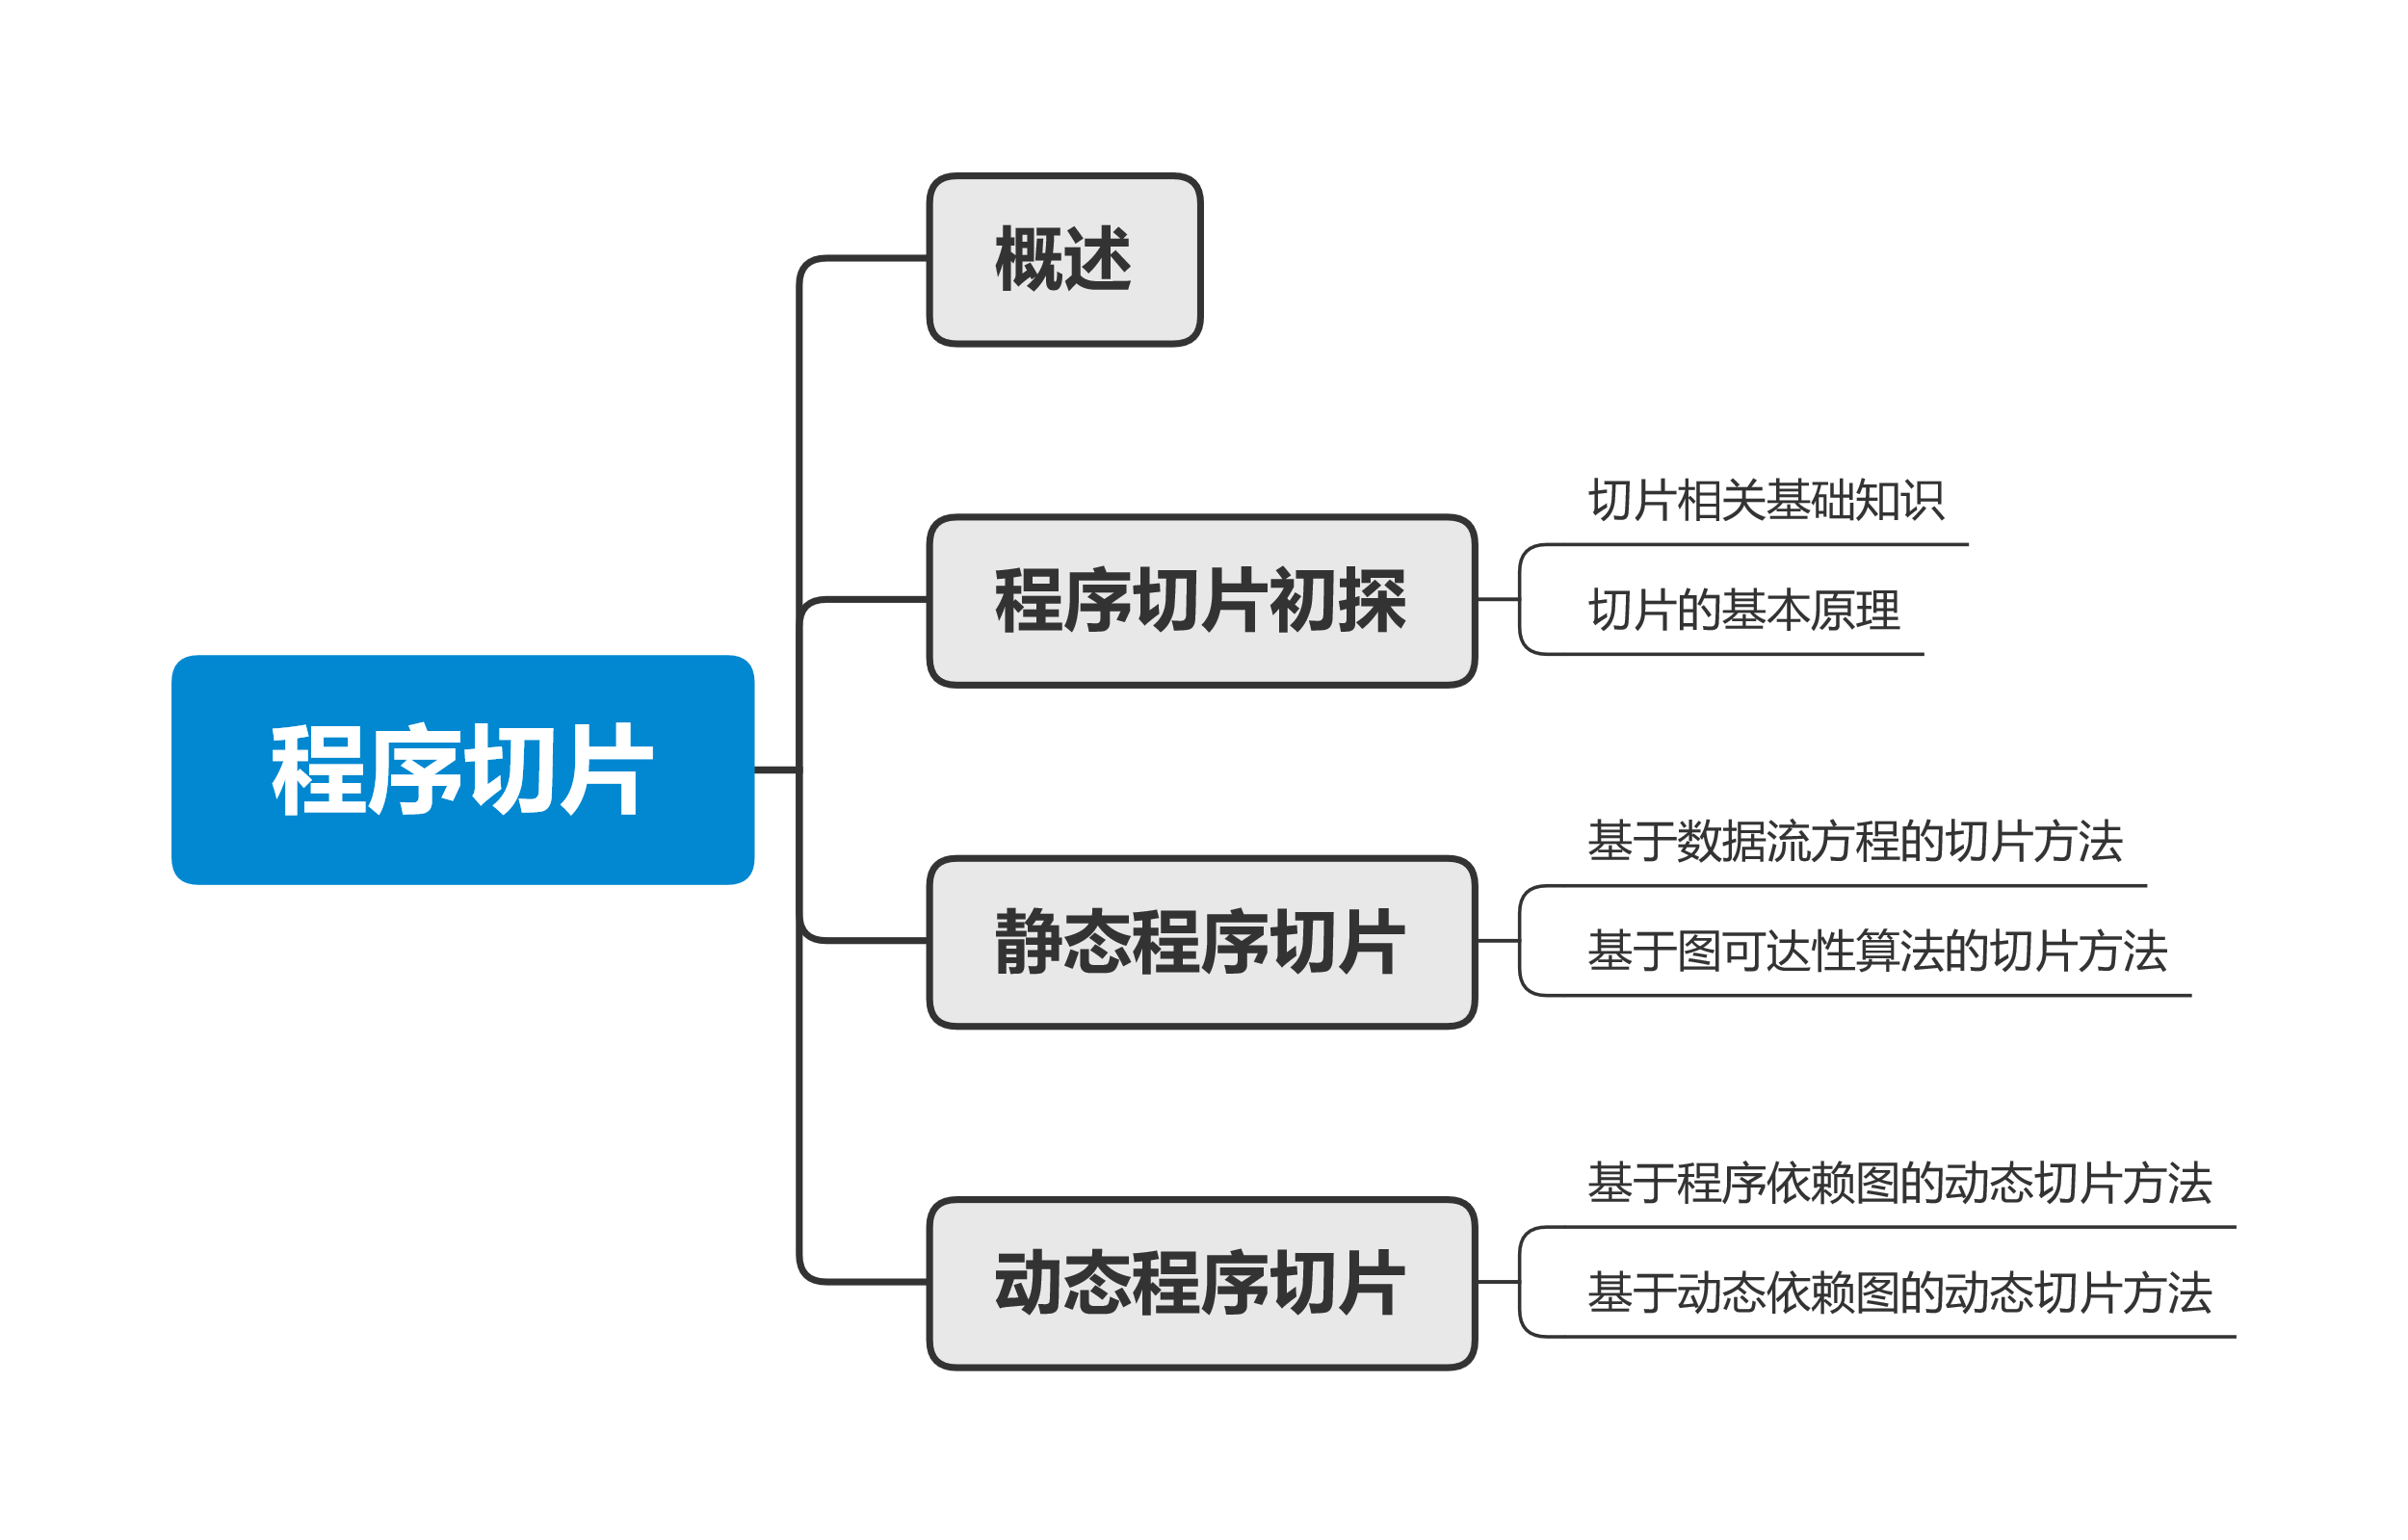 程序切片
概述
程序切片初探
切片相关基础知识
切片的基本原理
静态程序切片
基于数据流方程的切片方法
基于图可达性算法的切片方法
动态程序切片
基于程序依赖图的动态切片方法
基于动态依赖图的动态切片方法